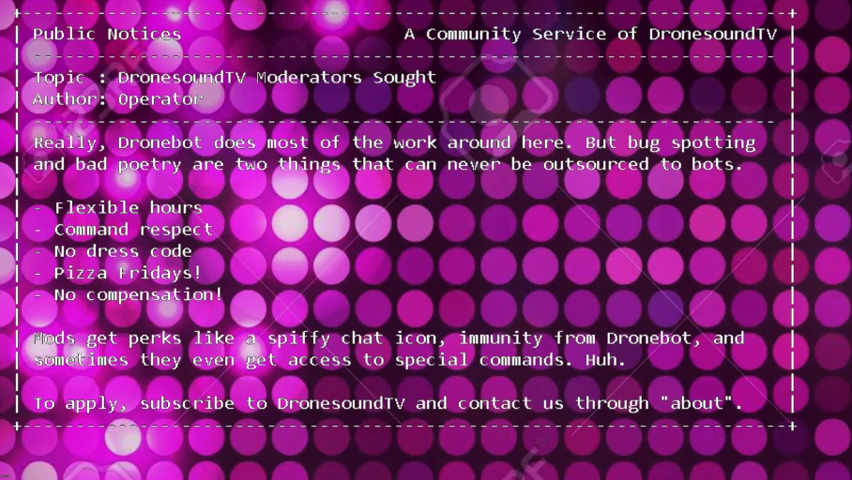 Public Notices A Community Service of DronesoundTV
Topic : DronesoundTV Moderators Sought
Author: Operator
Really, Dronebot does most of the work around here. But bug spotting
and bad poetry are two things that can never be outsourced to bots.
- Flexible hours
- Command respect
- No dress code
- Pizza Fridays!
- No compensation!
Mods get perks like a spiffy chat icon, immunity from Dronebot, and
sometimes they even get access to special commands. Huh.
To apply, subscribe to DronesoundTV and contact us through "about".